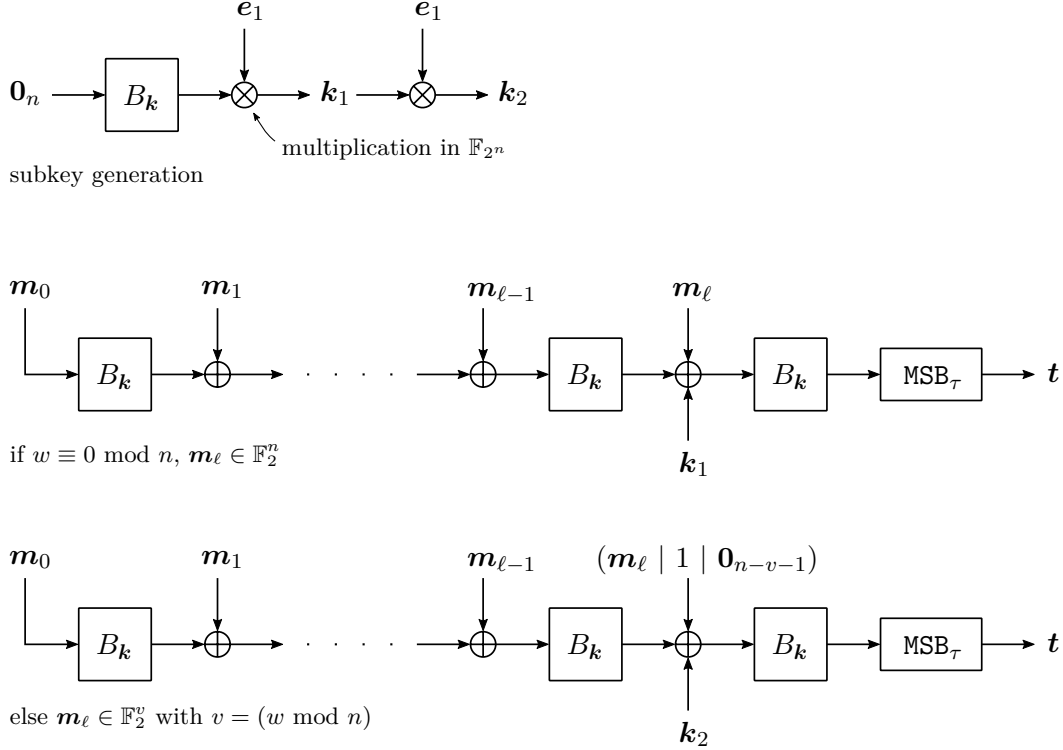 𝒆₁ 𝒆₁
𝟎ₙ B𝒌 𝒌₁ 𝒌₂
multiplication in 𝔽₂ⁿ
subkey generation
𝒎₀ 𝒎₁ 𝒎ℓ₋₁ 𝒎ℓ
B𝒌 · · · · B𝒌 B𝒌 MSB_τ 𝒕
if w ≡ 0 mod n, 𝒎ℓ ∈ 𝔽₂ⁿ
𝒌₁
𝒎₀ 𝒎₁ 𝒎ℓ₋₁ (𝒎ℓ | 1 | 𝟎ₙ₋ᵥ₋₁)
B𝒌 · · · · B𝒌 B𝒌 MSB_τ 𝒕
else 𝒎ℓ ∈ 𝔽₂ᵛ with v = (w mod n)
𝒌₂